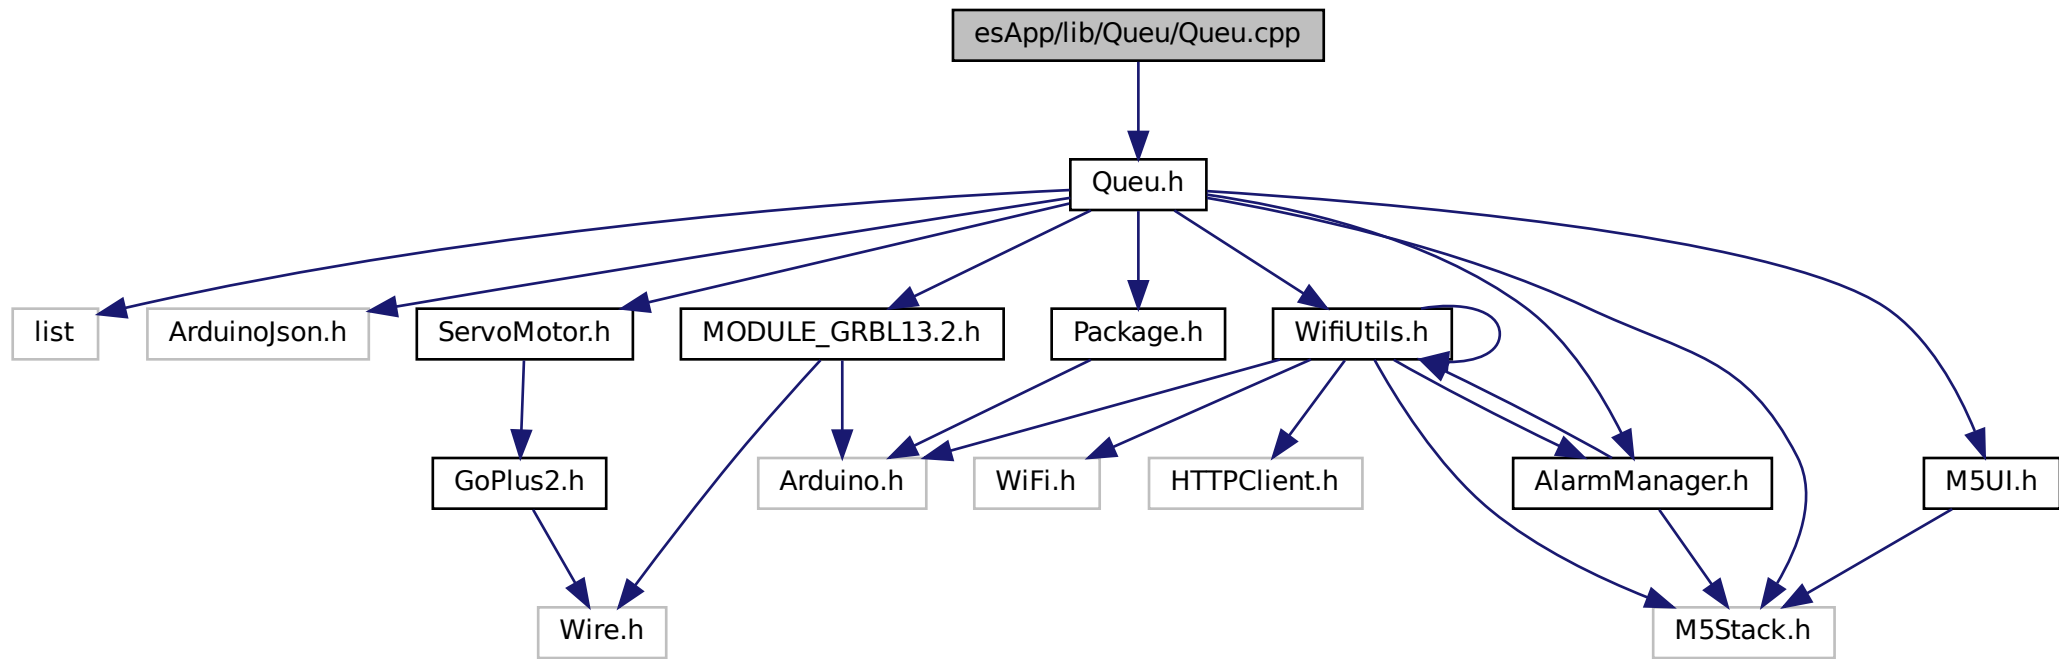 esApp/lib/Queu/Queu.cpp
Queu.h
list
ArduinoJson.h
ServoMotor.h
MODULE_GRBL13.2.h
Package.h
WifiUtils.h
GoPlus2.h
Arduino.h
WiFi.h
HTTPClient.h
AlarmManager.h
M5UI.h
Wire.h
M5Stack.h